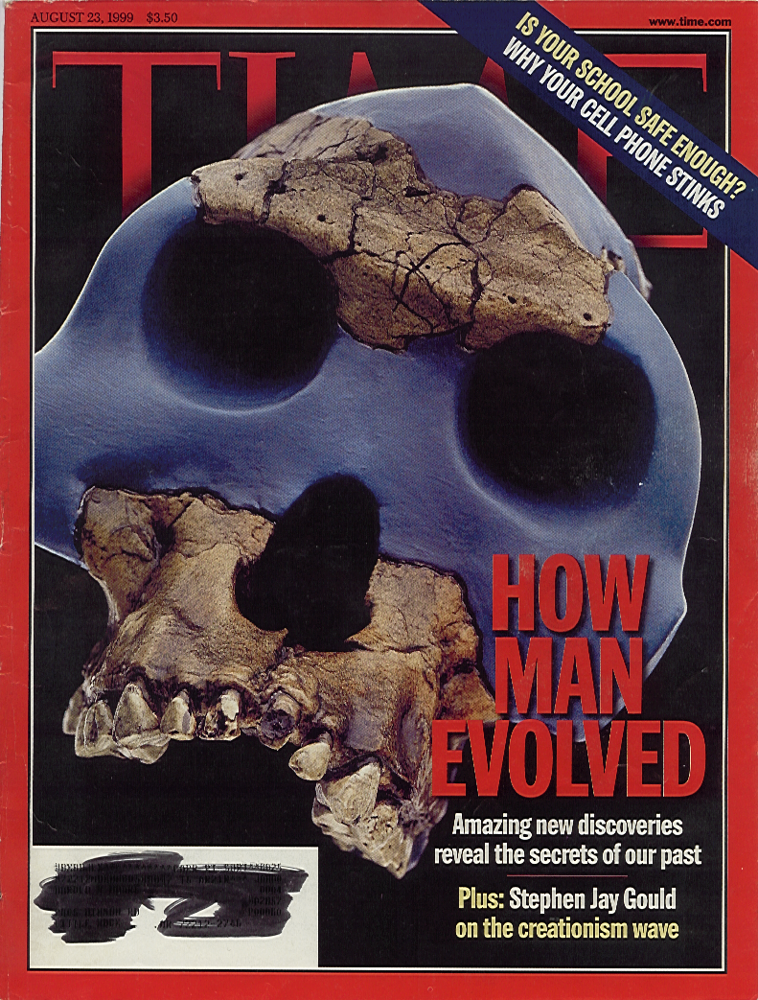 AUGUST 23, 1999 $3.50
www.time.com
TIME
IS YOUR SCHOOL SAFE ENOUGH?
WHY YOUR CELL PHONE STINKS
HOW
MAN
EVOLVED
Amazing new discoveries
reveal the secrets of our past
Plus: Stephen Jay Gould
on the creationism wave